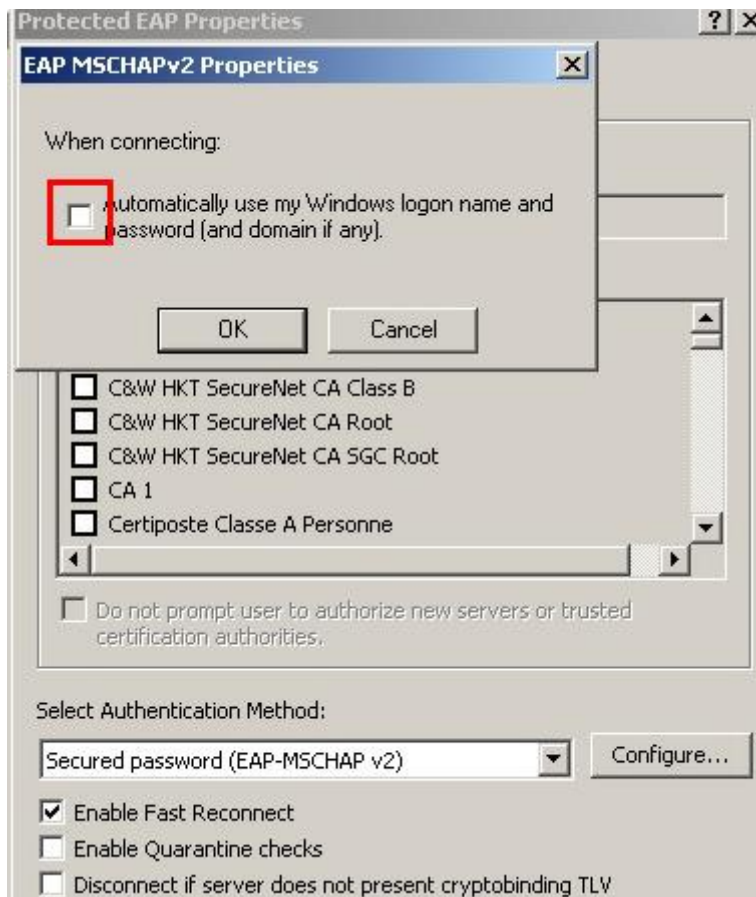 Protected EAP Properties
EAP MSCHAPv2 Properties
When connecting:
Automatically use my Windows logon name and
password (and domain if any).
OK
Cancel
C&W HKT SecureNet CA Class B
C&W HKT SecureNet CA Root
C&W HKT SecureNet CA SGC Root
CA 1
Certiposte Classe A Personne
Do not prompt user to authorize new servers or trusted
certification authorities.
Select Authentication Method:
Secured password (EAP-MSCHAP v2)
Configure...
Enable Fast Reconnect
Enable Quarantine checks
Disconnect if server does not present cryptobinding TLV